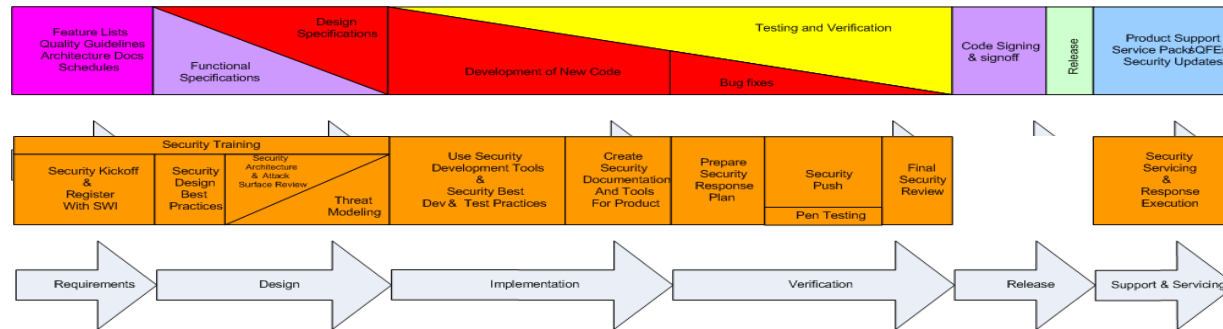 Feature Lists
Quality Guidelines
Architecture Docs
Schedules
Functional
Specifications
Design
Specifications
Development of New Code
Testing and Verification
Bug fixes
Code Signing
& signoff
Release
Product Support
Service Packs/QFEs
Security Updates
Security Training
Security Kickoff
&
Register
With SWI
Security
Design
Best
Practices
Security
Architecture
& Attack
Surface Review
Threat
Modeling
Use Security
Development Tools
&
Security Best
Dev & Test Practices
Create
Security
Documentation
And Tools
For Product
Prepare
Security
Response
Plan
Security
Push
Pen Testing
Final
Security
Review
Security
Servicing
&
Response
Execution
Requirements
Design
Implementation
Verification
Release
Support & Servicing